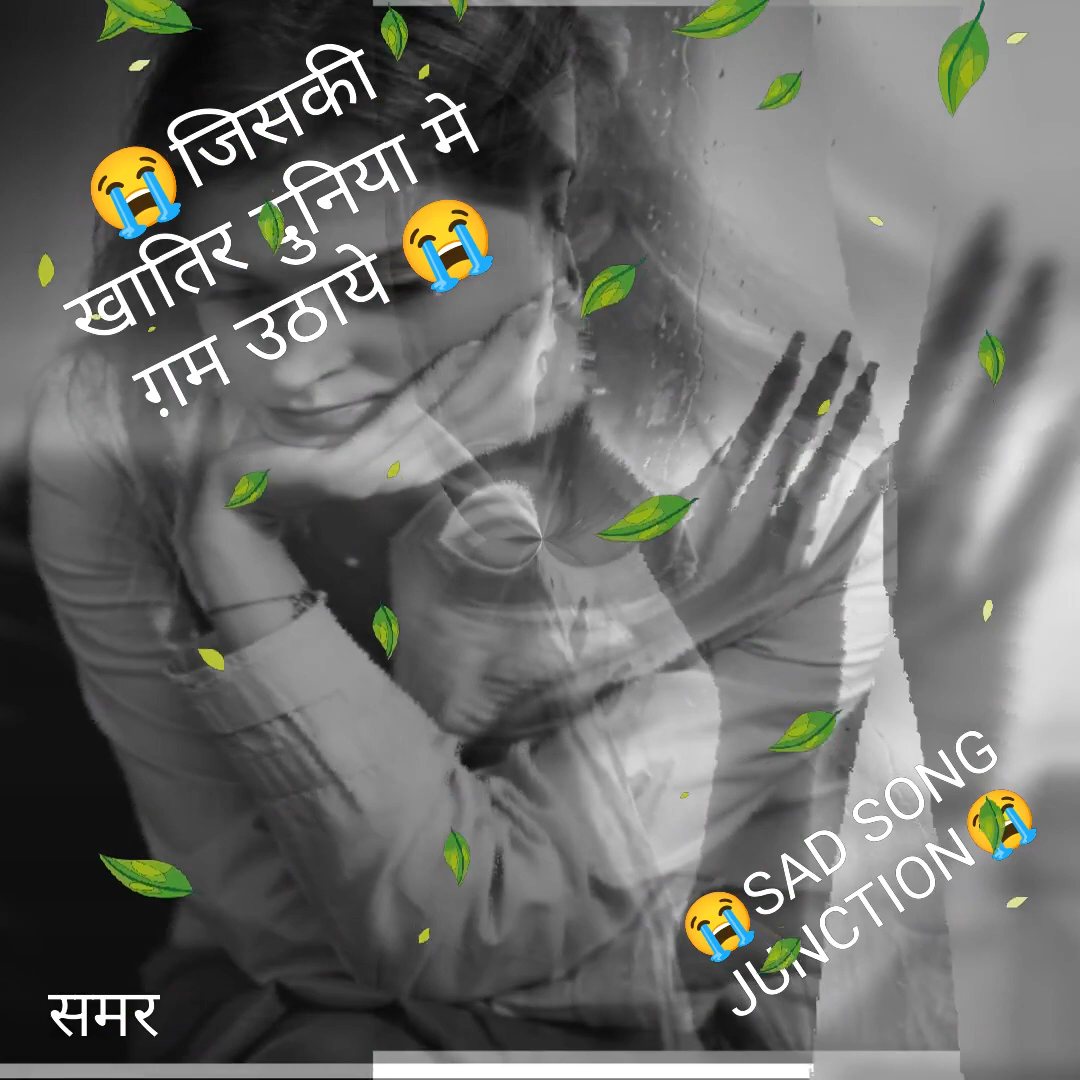 😭जिसकी
खातिर दुनिया मे
ग़म उठाये 😭
😭SAD SONG
JUNCTION😭
समर